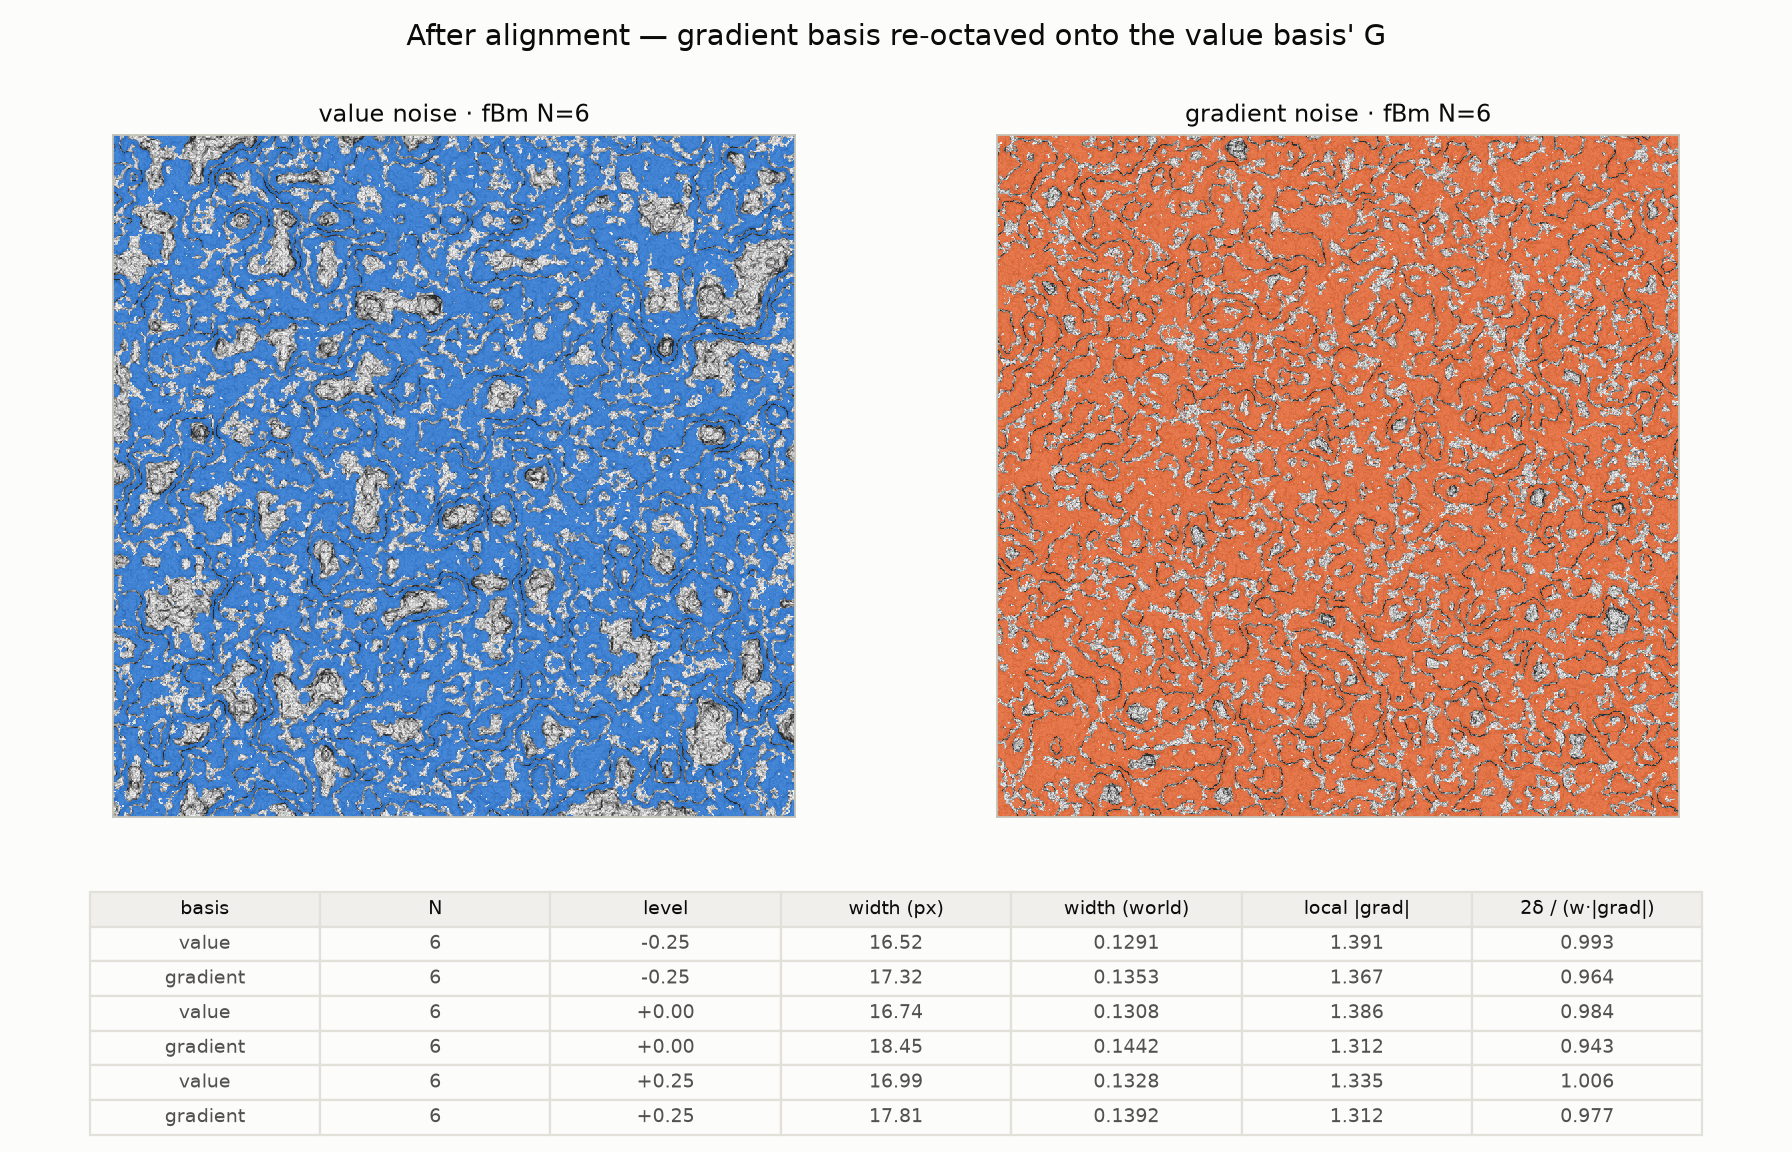 After alignment — gradient basis re-octaved onto the value basis' G
value noise · fBm N=6
gradient noise · fBm N=6
basis N level width (px) width (world) local |grad| 2δ / (w·|grad|)
value 6 -0.25 16.52 0.1291 1.391 0.993
gradient 6 -0.25 17.32 0.1353 1.367 0.964
value 6 +0.00 16.74 0.1308 1.386 0.984
gradient 6 +0.00 18.45 0.1442 1.312 0.943
value 6 +0.25 16.99 0.1328 1.335 1.006
gradient 6 +0.25 17.81 0.1392 1.312 0.977